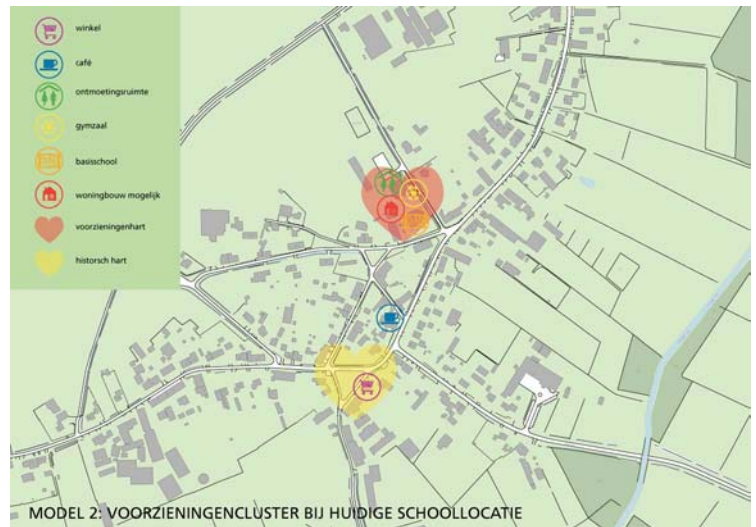 winkel
café
ontmoetingsruimte
gymzaal
basisschool
woningbouw mogelijk
voorzieningenhart
historsch hart
MODEL 2: VOORZIENINGENCLUSTER BIJ HUIDIGE SCHOOLLOCATIE